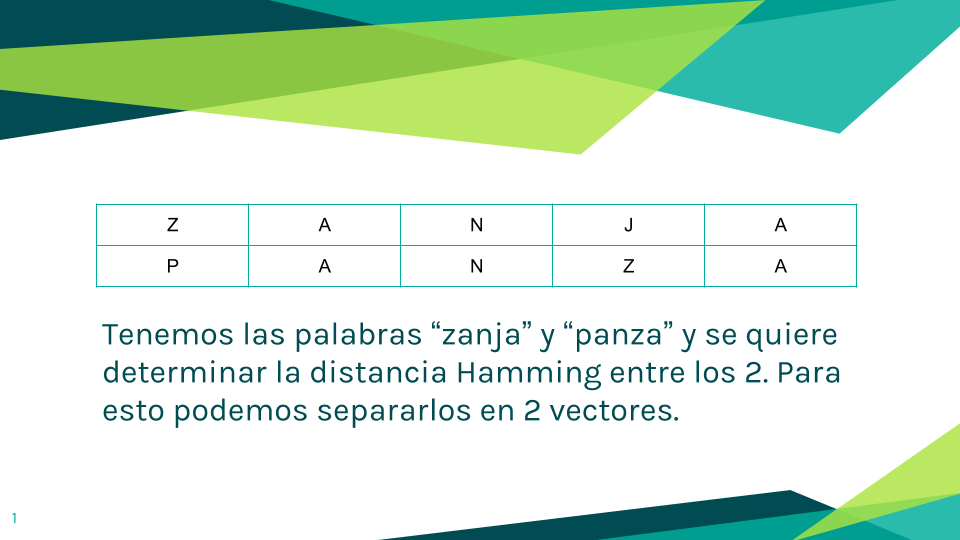 Z A N J A
P A N Z A
Tenemos las palabras “zanja” y “panza” y se quiere
determinar la distancia Hamming entre los 2. Para
esto podemos separarlos en 2 vectores.
1